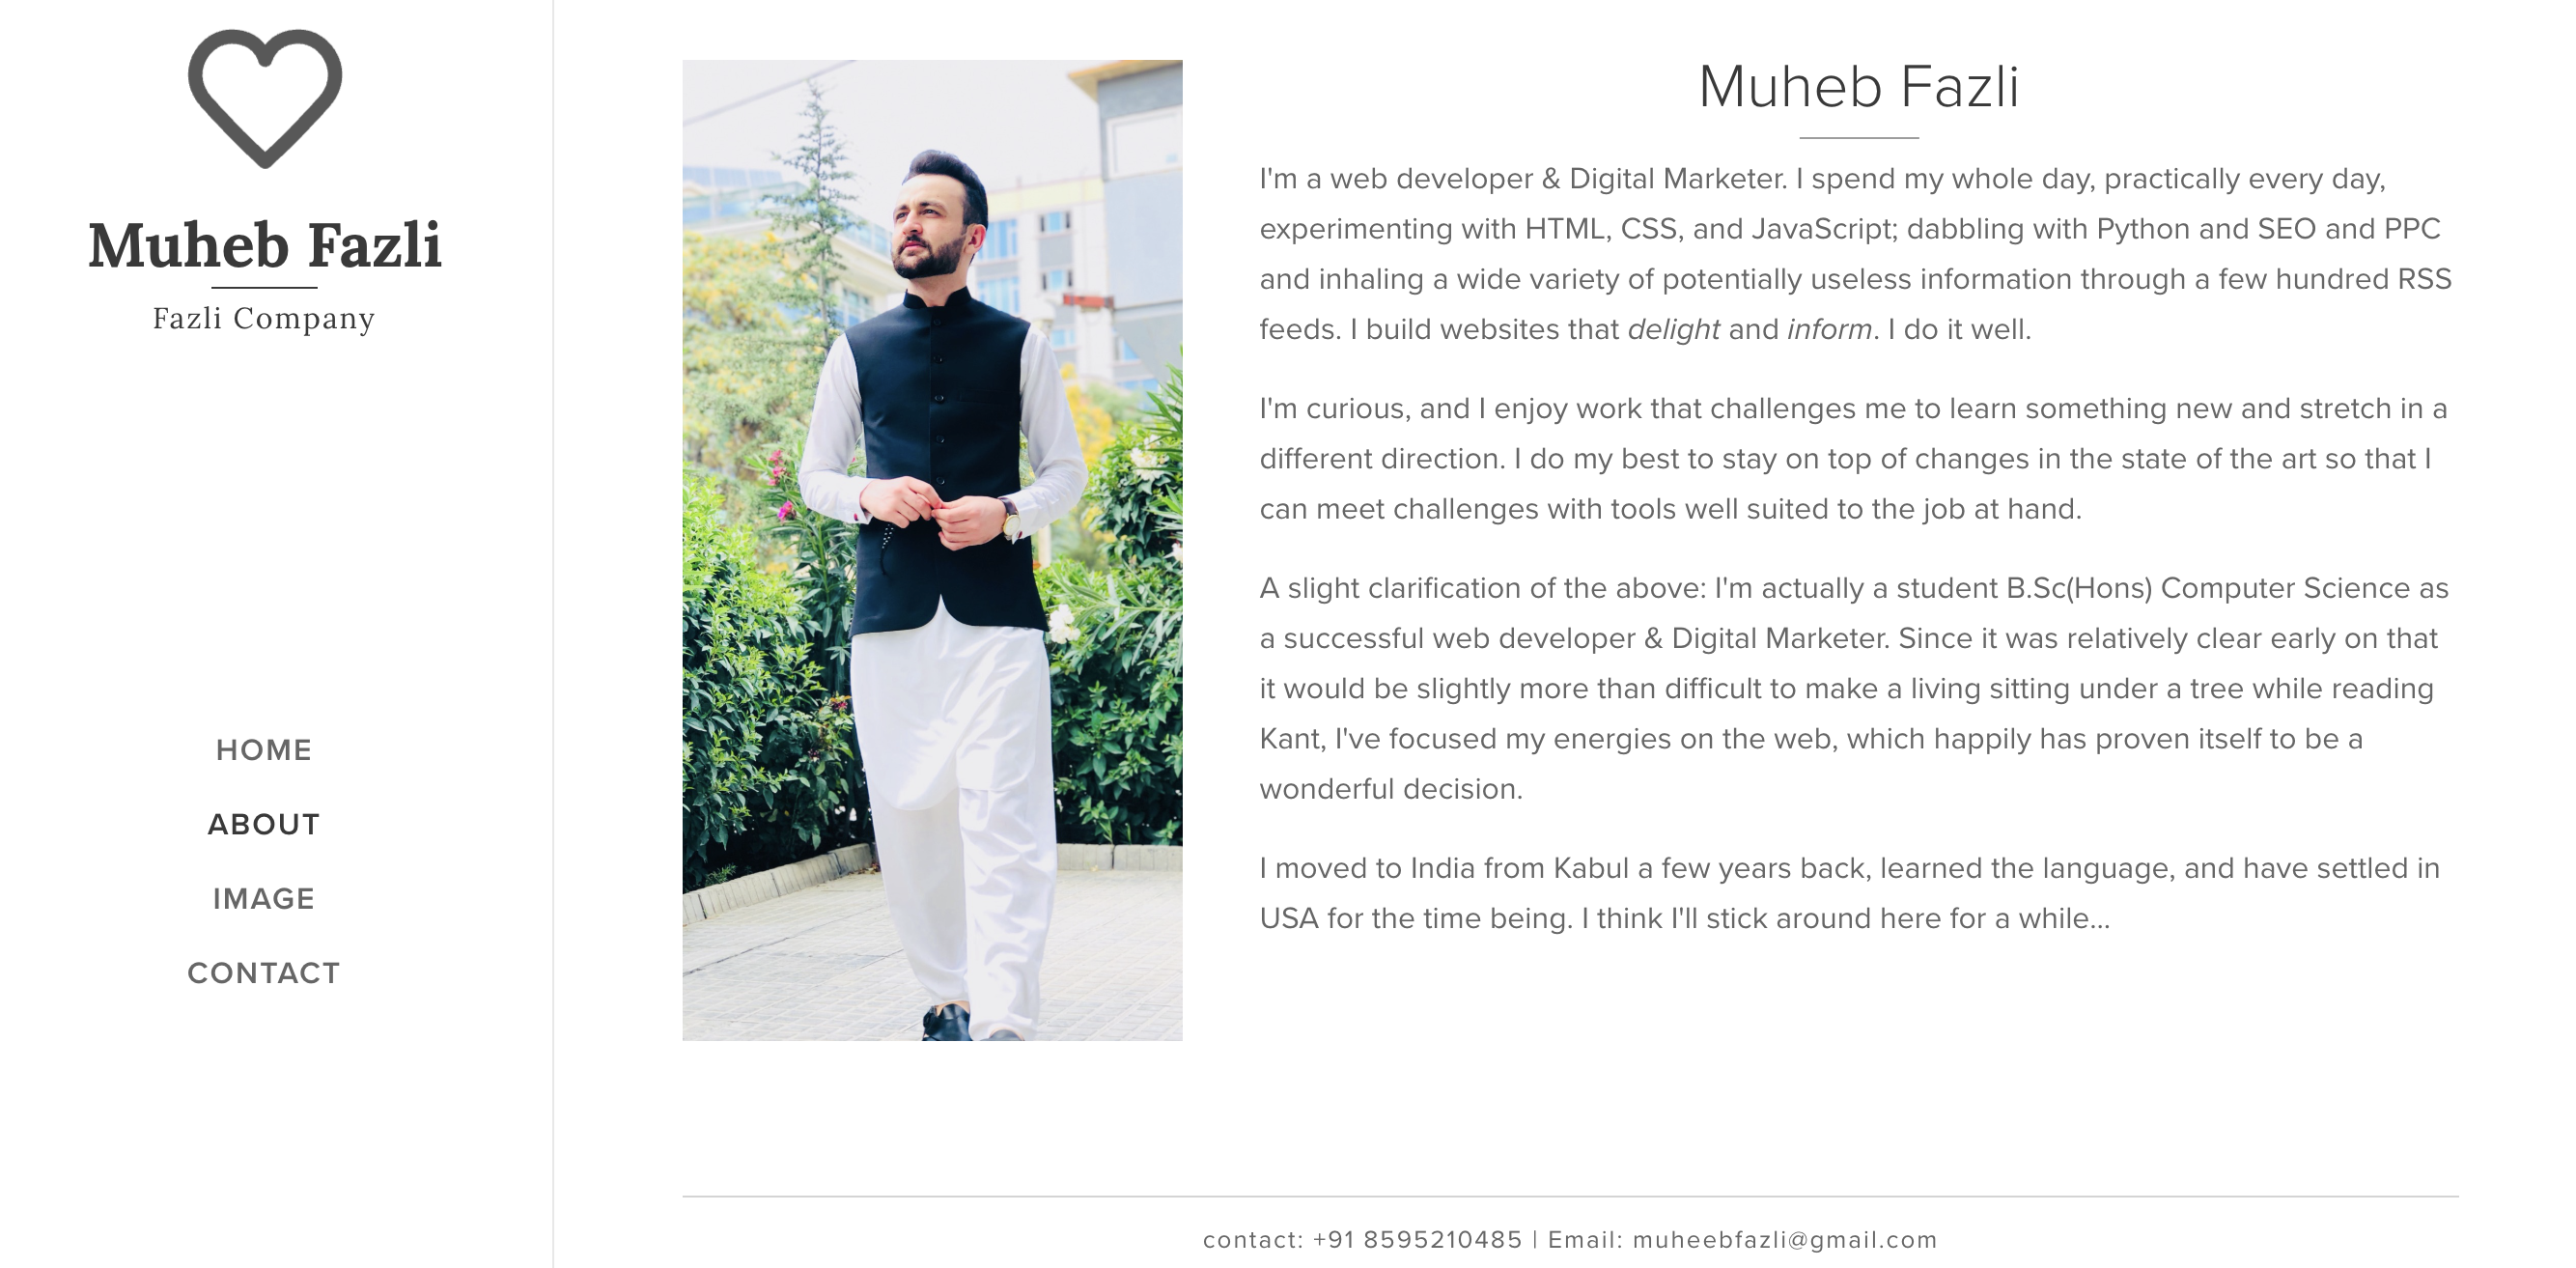 Muheb Fazli
Fazli Company
HOME
ABOUT
IMAGE
CONTACT
Muheb Fazli
I'm a web developer & Digital Marketer. I spend my whole day, practically every day,
experimenting with HTML, CSS, and JavaScript; dabbling with Python and SEO and PPC
and inhaling a wide variety of potentially useless information through a few hundred RSS
feeds. I build websites that delight and inform. I do it well.
I'm curious, and I enjoy work that challenges me to learn something new and stretch in a
different direction. I do my best to stay on top of changes in the state of the art so that I
can meet challenges with tools well suited to the job at hand.
A slight clarification of the above: I'm actually a student B.Sc(Hons) Computer Science as
a successful web developer & Digital Marketer. Since it was relatively clear early on that
it would be slightly more than difficult to make a living sitting under a tree while reading
Kant, I've focused my energies on the web, which happily has proven itself to be a
wonderful decision.
I moved to India from Kabul a few years back, learned the language, and have settled in
USA for the time being. I think I'll stick around here for a while...
contact: +91 8595210485 | Email: muheebfazli@gmail.com